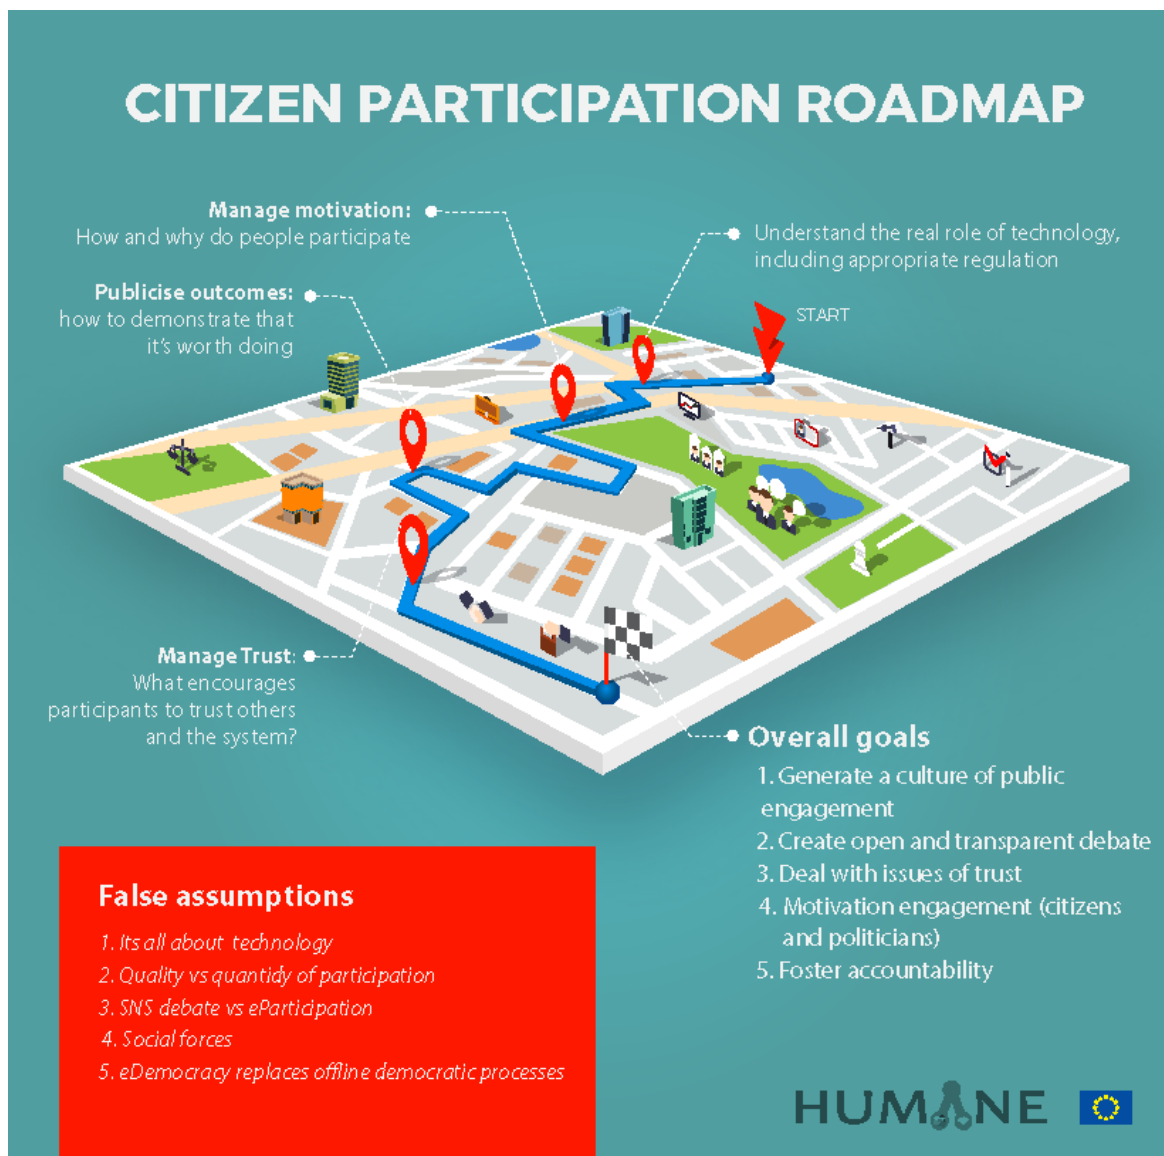 CITIZEN PARTICIPATION ROADMAP
Manage motivation:
How and why do people participate
Understand the real role of technology,
including appropriate regulation
Publicise outcomes:
how to demonstrate that
it's worth doing
START
Manage Trust:
What encourages
participants to trust others
and the system?
Overall goals
1. Generate a culture of public
engagement
2. Create open and transparent debate
3. Deal with issues of trust
4. Motivation engagement (citizens
and politicians)
5. Foster accountability
False assumptions
1. Its all about technology
2. Quality vs quantidy of participation
3. SNS debate vs eParticipation
4. Social forces
5. eDemocracy replaces offline democratic processes
HUMANE